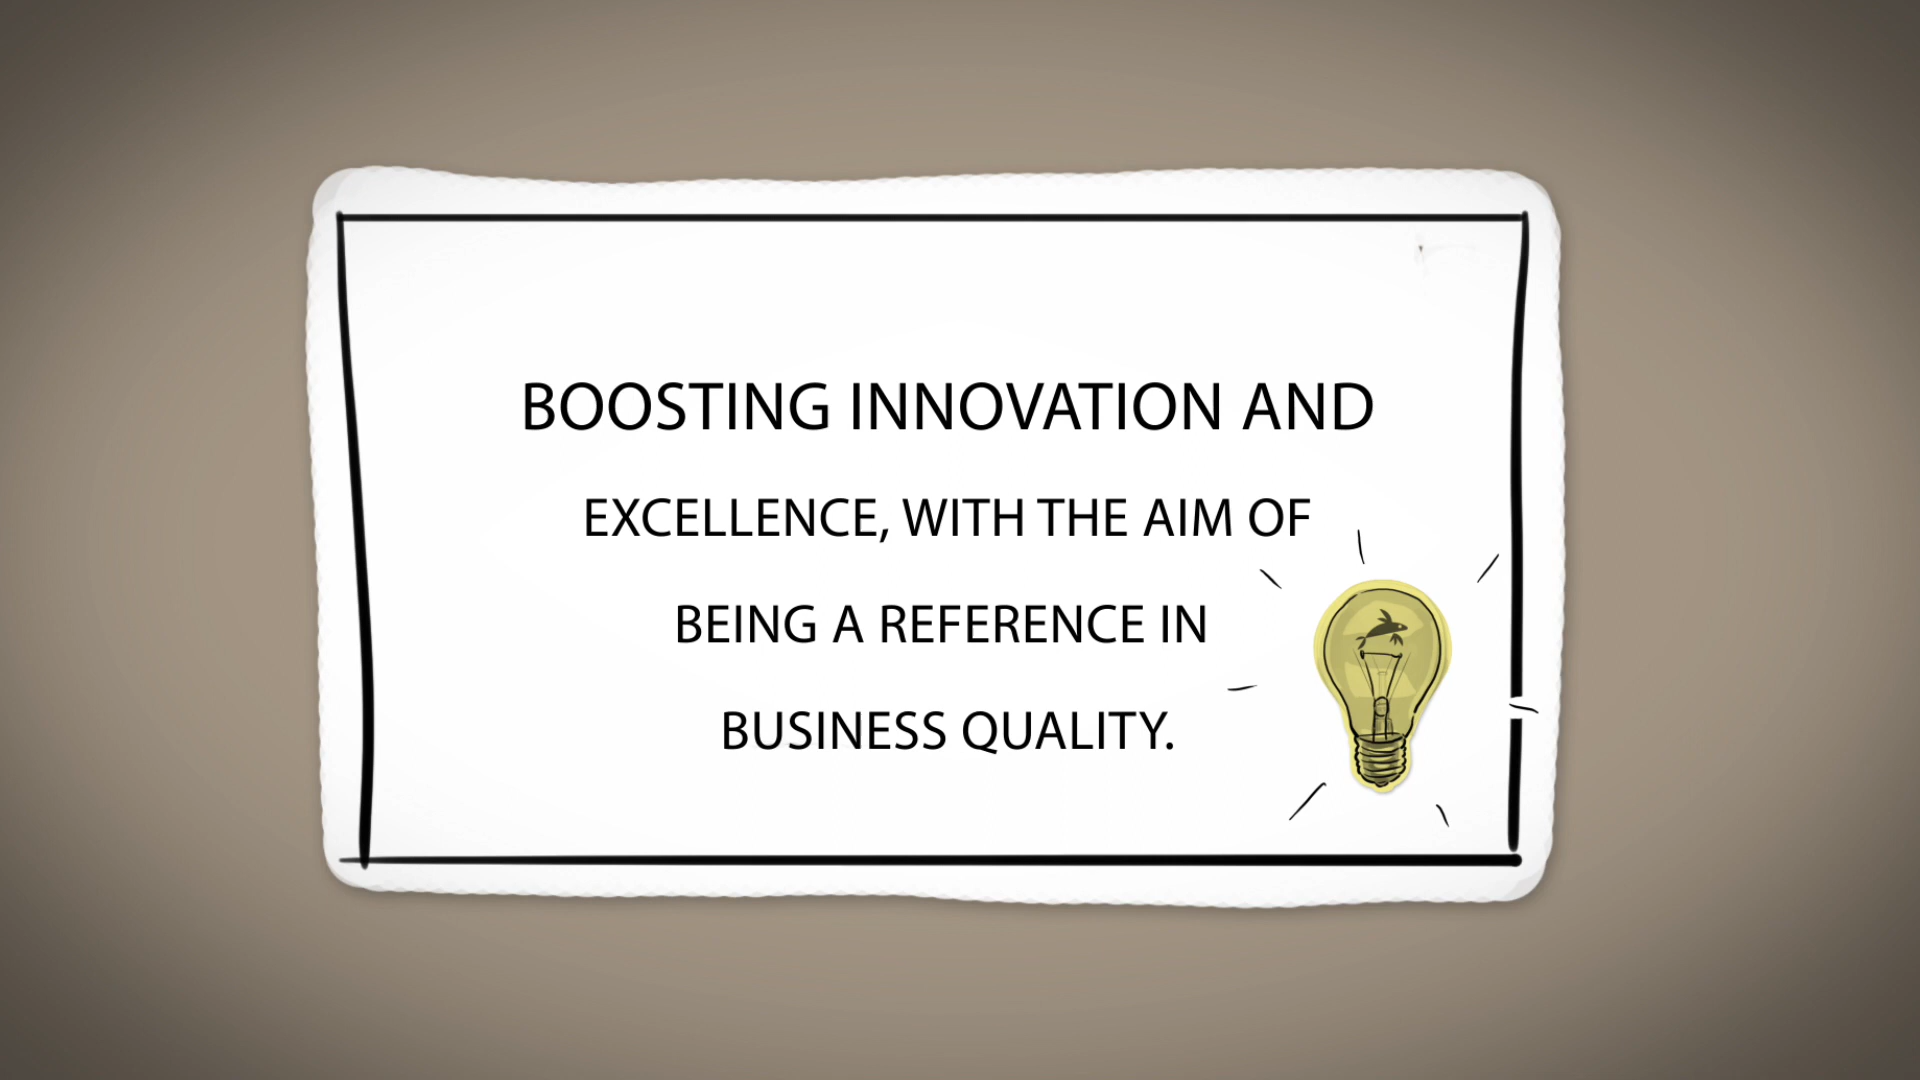 BOOSTING INNOVATION AND
EXCELLENCE, WITH THE AIM OF
BEING A REFERENCE IN
BUSINESS QUALITY.